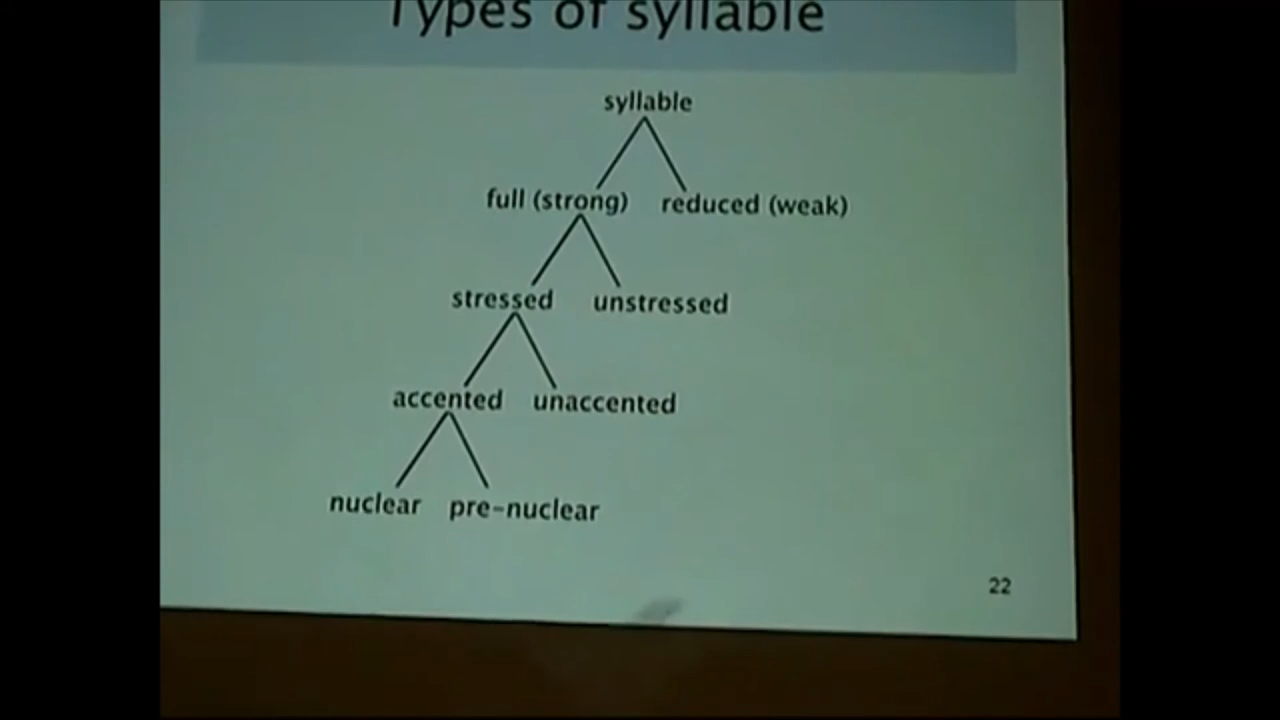 Types of syllable
syllable
full (strong) reduced (weak)
stressed unstressed
accented unaccented
nuclear pre-nuclear
22